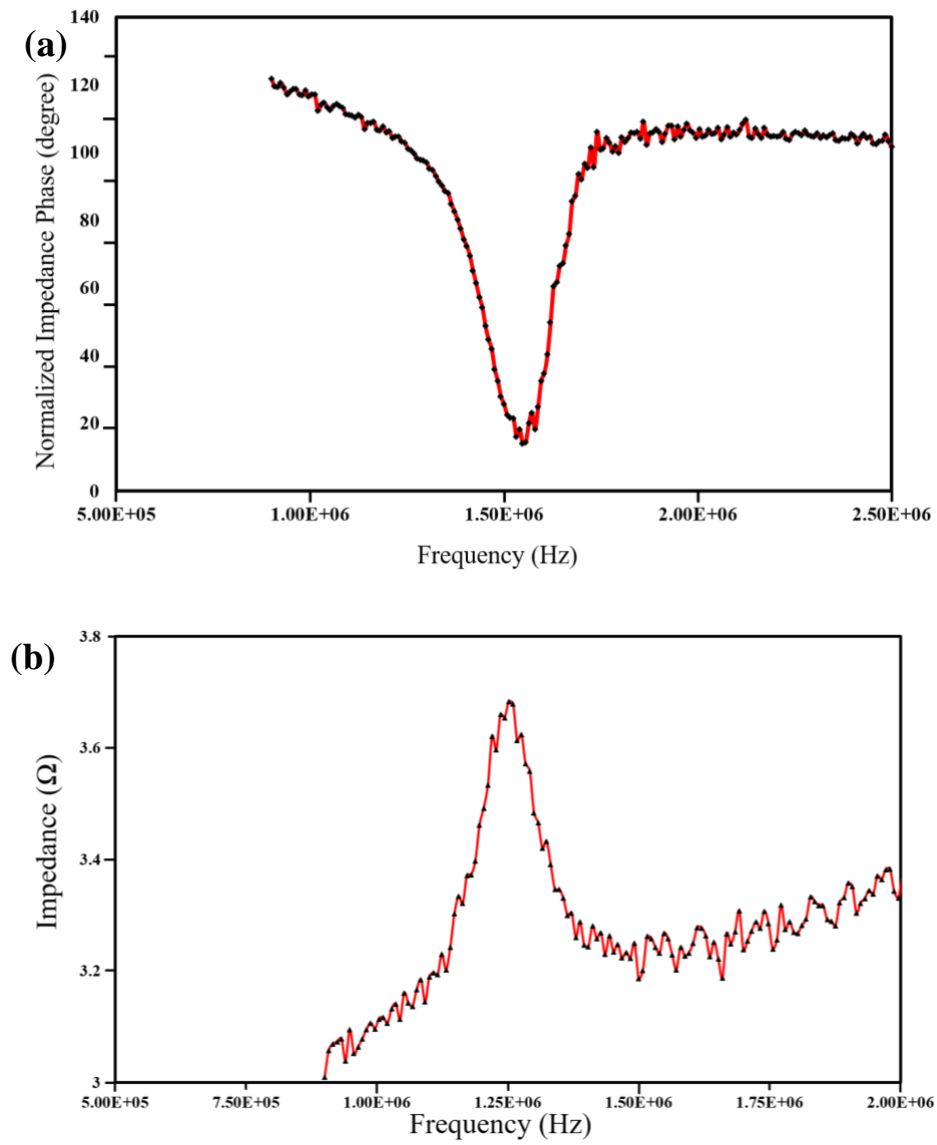 (a)
Normalized Impedance Phase (degree)
140
120
100
80
60
40
20
0
5.00E+05 1.00E+06 1.50E+06 2.00E+06 2.50E+06
Frequency (Hz)
(b)
Impedance (Ω)
3.8
3.6
3.4
3.2
3
5.00E+05 7.50E+05 1.00E+06 1.25E+06 1.50E+06 1.75E+06 2.00E+06
Frequency (Hz)